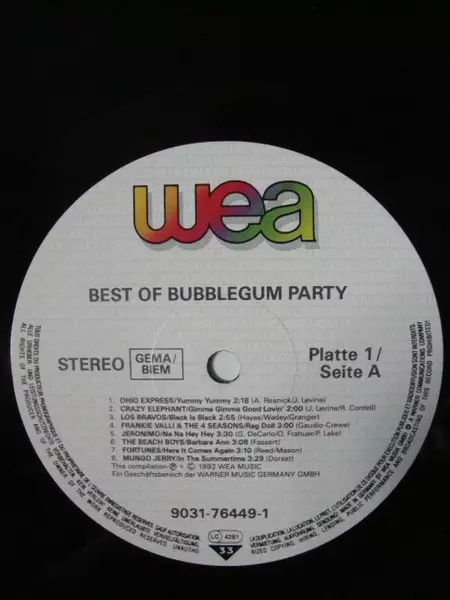 wea
BEST OF BUBBLEGUM PARTY
STEREO
GEMA/
BIEM
Platte 1/
Seite A
1. OHIO EXPRESS/Yummy Yummy 2:18 (A. Resnick/J. Levine)
2. CRAZY ELEPHANT/Gimme Gimme Good Lovin' 2:00 (J. Levine/R. Cordell)
3. LOS BRAVOS/Black Is Black 2:55 (Hayes/Wadey/Grainger)
4. FRANKIE VALLI & THE 4 SEASONS/Rag Doll 3:00 (Gaudio-Crewe)
5. JERONIMO/Na Na Hey Hey 3:30 (G. DeCarlo/D. Frahuer/P. Lake)
6. THE BEACH BOYS/Barbara Ann 3:08 (Fassert)
7. FORTUNES/Here It Comes Again 3:10 (Reed/Mason)
8. MUNGO JERRY/In The Summertime 3:29 (Dorset)
This compilation ℗ + © 1992 WEA MUSIC
Ein Geschäftsbereich der WARNER MUSIC GERMANY GMBH
9031-76449-1
LC 4281
33